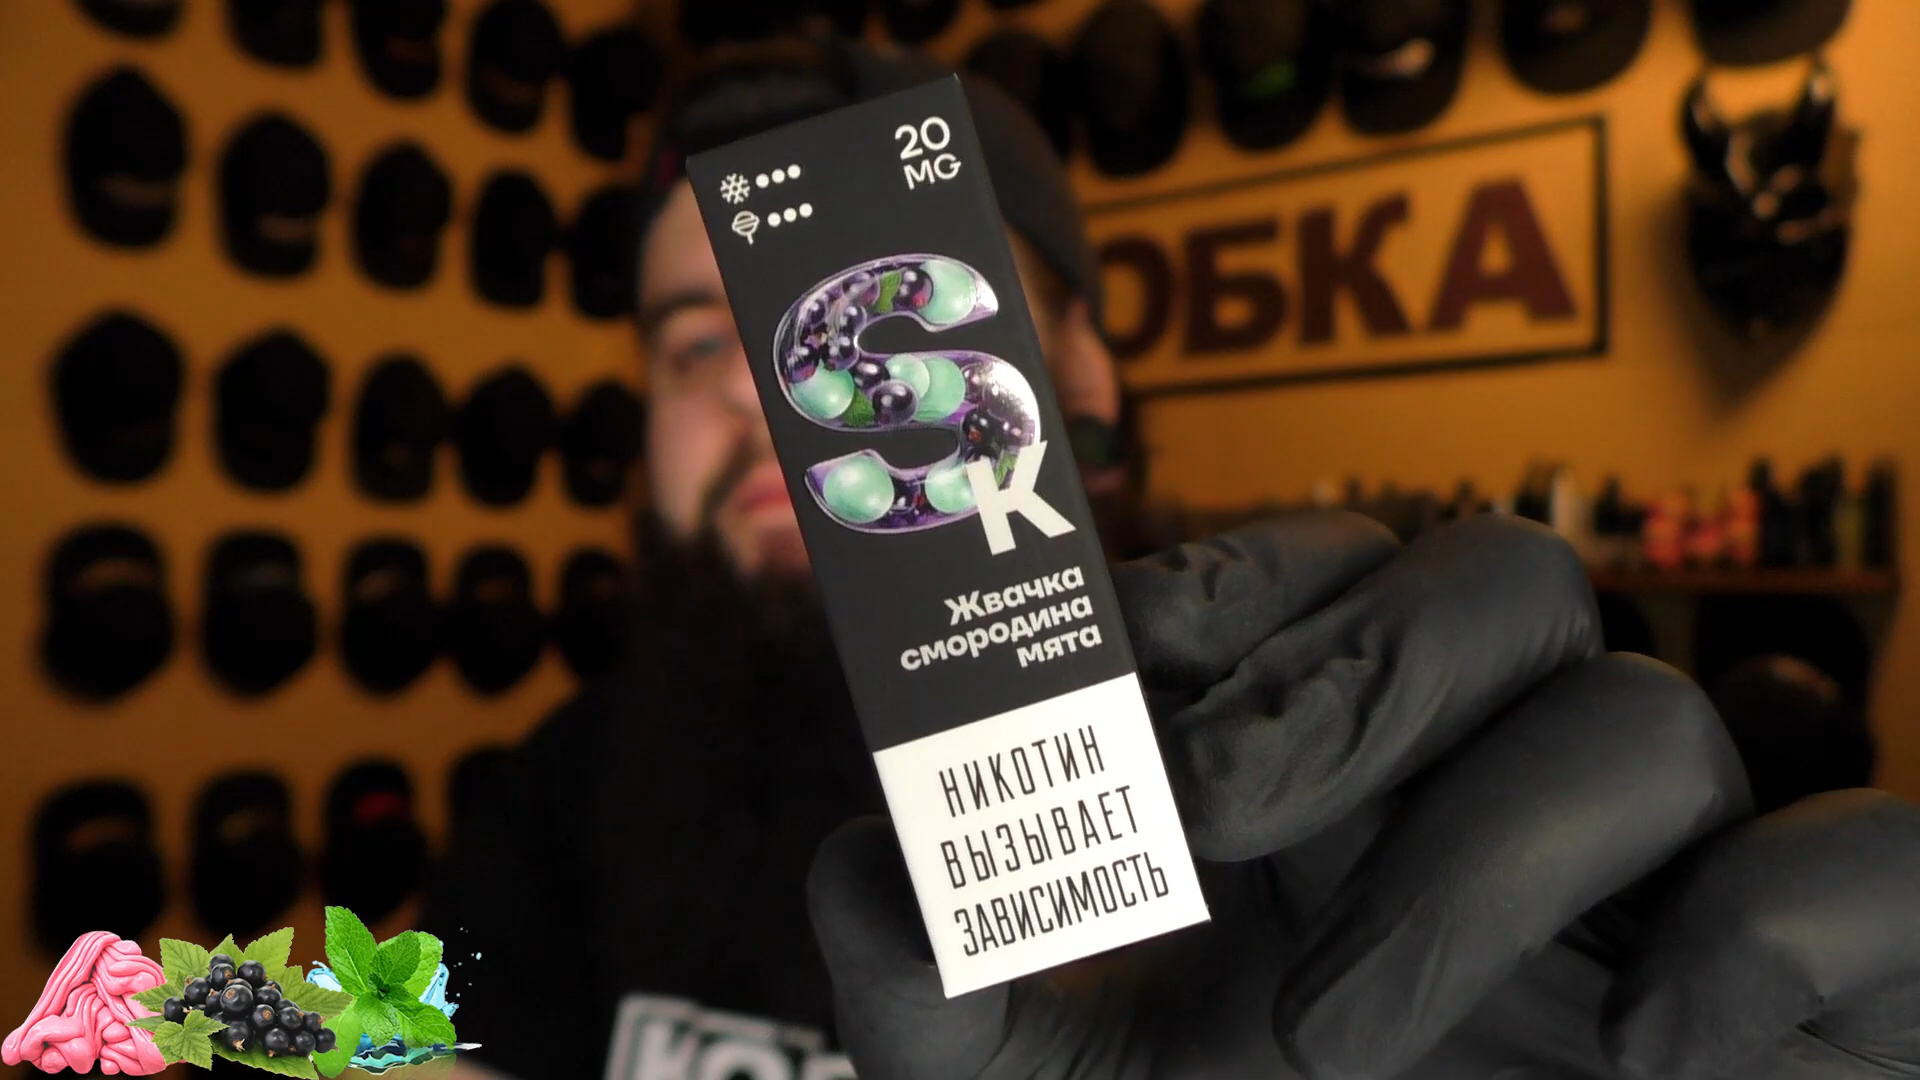 20
MG
SK
Жвачка
смородина
мята
НИКОТИН
ВЫЗЫВАЕТ
ЗАВИСИМОСТЬ
ОБКА